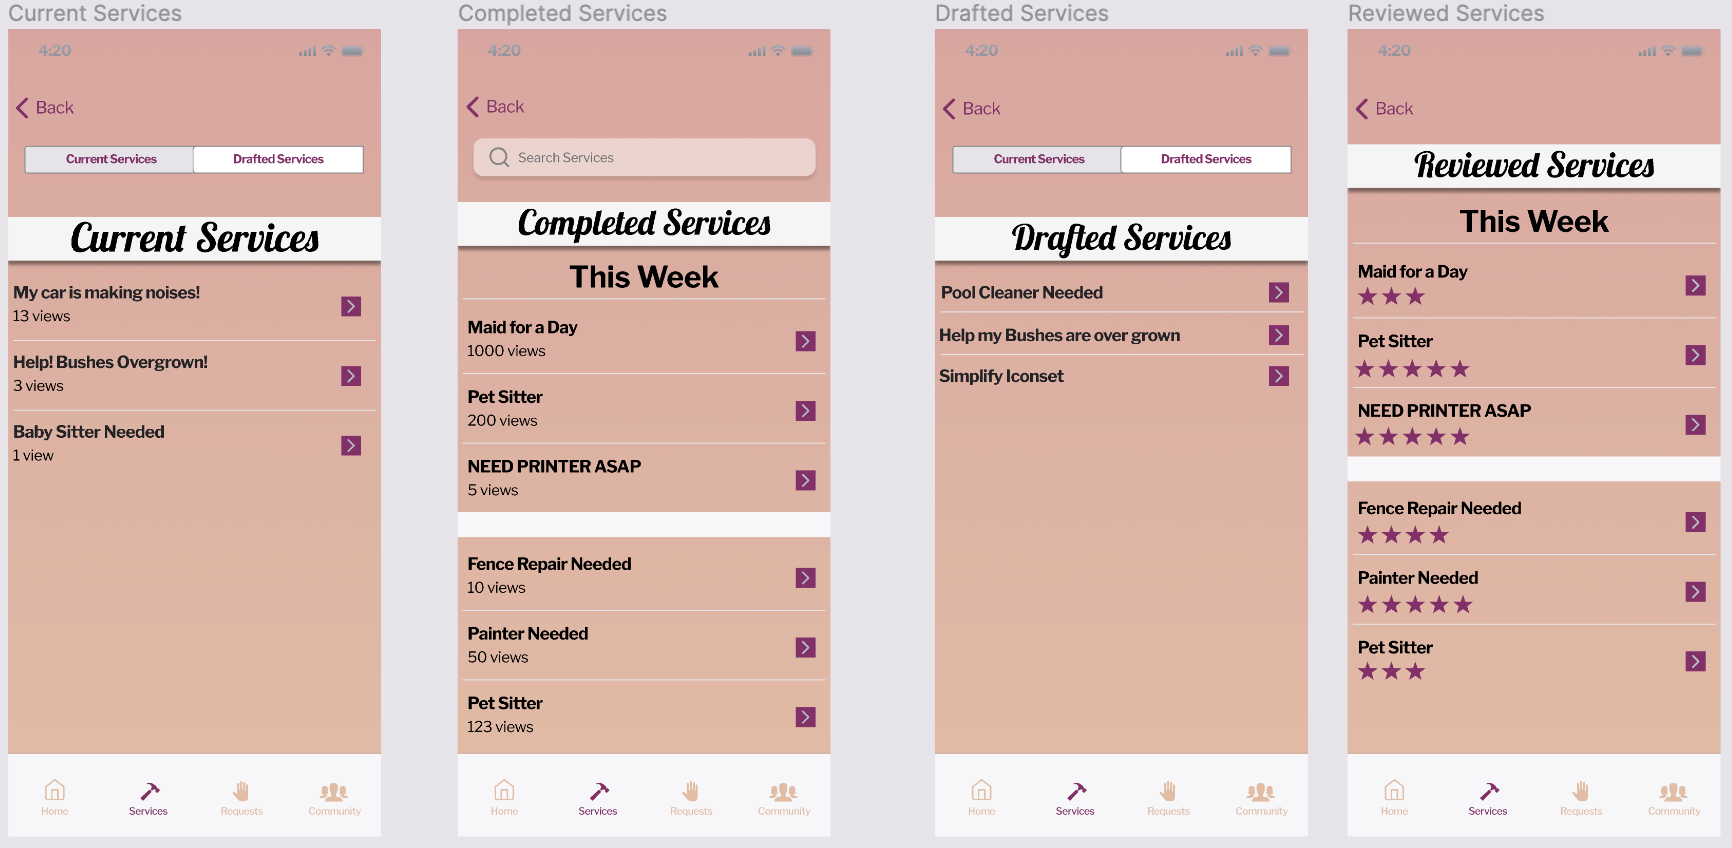 Current Services
4:20
Back
Current Services
Drafted Services
Current Services
My car is making noises!
13 views
Help! Bushes Overgrown!
3 views
Baby Sitter Needed
1 view
Home
Services
Requests
Community
Completed Services
4:20
Back
Search Services
Completed Services
This Week
Maid for a Day
1000 views
Pet Sitter
200 views
NEED PRINTER ASAP
5 views
Fence Repair Needed
10 views
Painter Needed
50 views
Pet Sitter
123 views
Home
Services
Requests
Community
Drafted Services
4:20
Back
Current Services
Drafted Services
Drafted Services
Pool Cleaner Needed
Help my Bushes are over grown
Simplify Iconset
Home
Services
Requests
Community
Reviewed Services
4:20
Back
Reviewed Services
This Week
Maid for a Day
Pet Sitter
NEED PRINTER ASAP
Fence Repair Needed
Painter Needed
Pet Sitter
Home
Services
Requests
Community